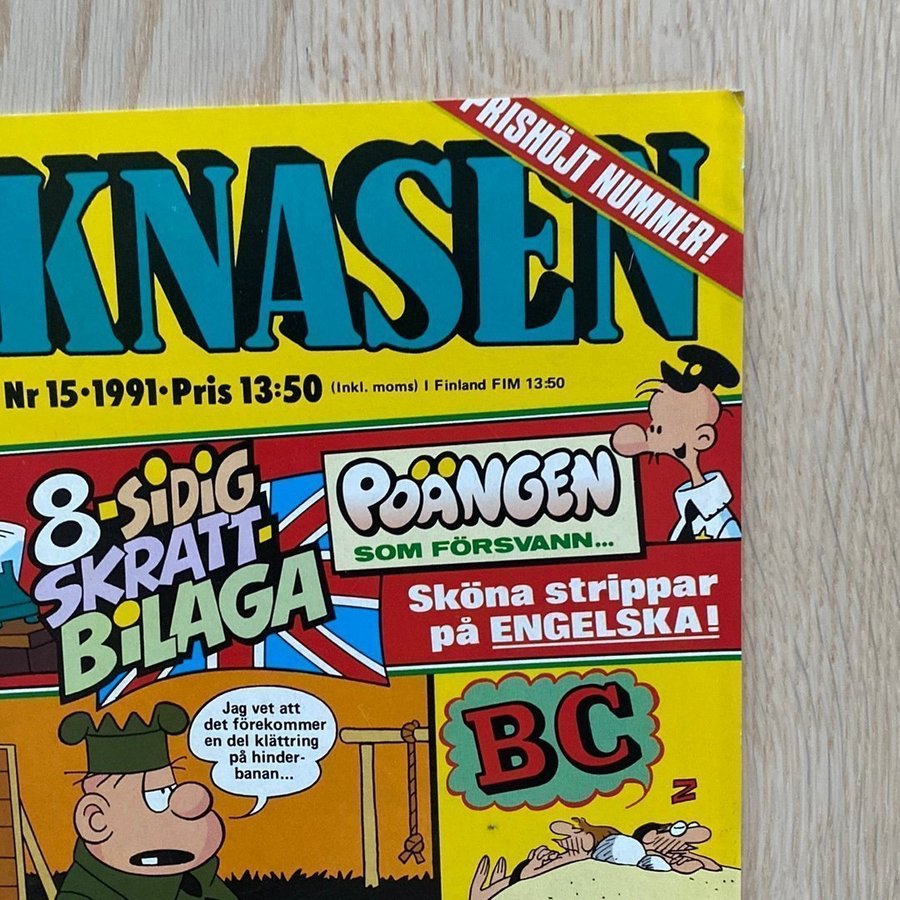 PRISHÖJT NUMMER!
KNASEN
Nr 15·1991·Pris 13:50 (Inkl. moms) I Finland FIM 13:50
8-SIDIG
SKRATT-
BILAGA
POÄNGEN
SOM FÖRSVANN...
Sköna strippar
på ENGELSKA!
Jag vet att
det förekommer
en del klättring
på hinder-
banan...
BC
Z